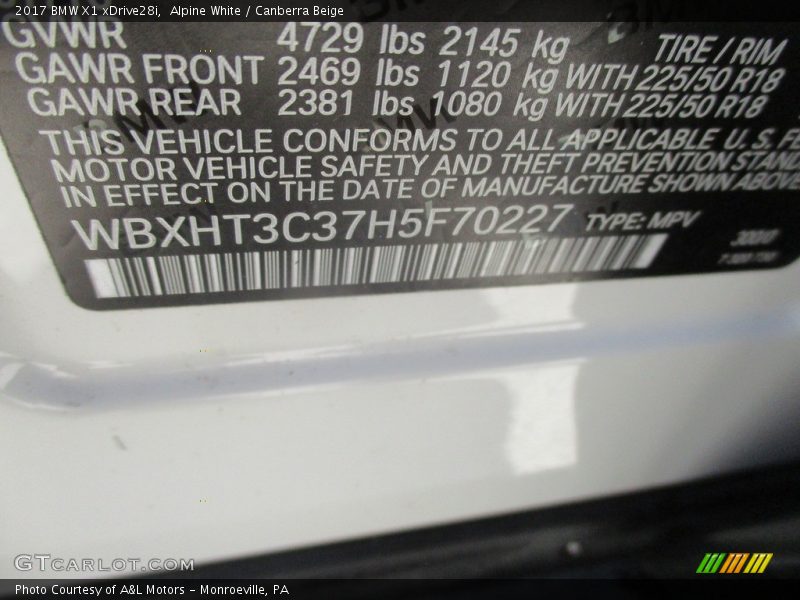 2017 BMW X1 xDrive28i,  Alpine White / Canberra Beige
GVWR 4729 lbs 2145 kg TIRE / RIM
GAWR FRONT 2469 lbs 1120 kg WITH 225/50 R18
GAWR REAR 2381 lbs 1080 kg WITH 225/50 R18
THIS VEHICLE CONFORMS TO ALL APPLICABLE U. S. FE
MOTOR VEHICLE SAFETY AND THEFT PREVENTION STAND
IN EFFECT ON THE DATE OF MANUFACTURE SHOWN ABOVE
WBXHT3C37H5F70227 TYPE: MPV
GTCARLOT.COM
Photo Courtesy of A&L Motors – Monroeville, PA